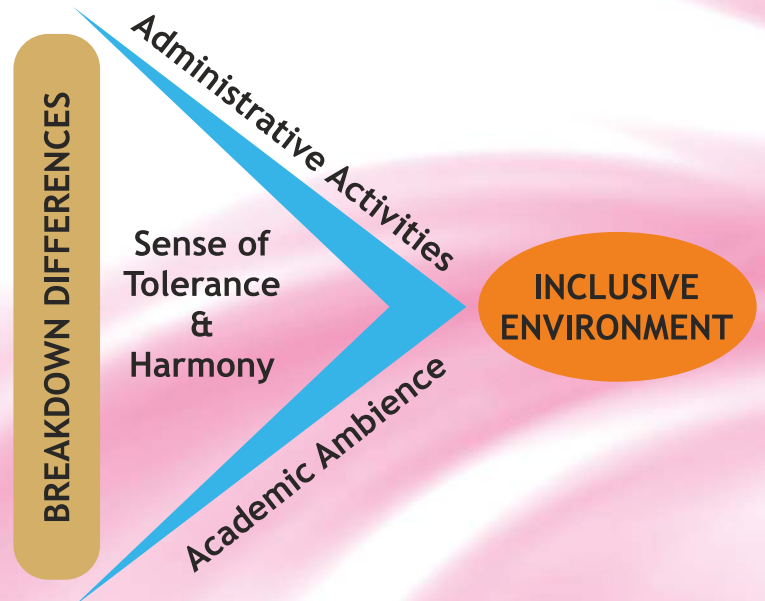 BREAKDOWN DIFFERENCES
Administrative Activities
Sense of
Tolerance
&
Harmony
Academic Ambience
INCLUSIVE
ENVIRONMENT